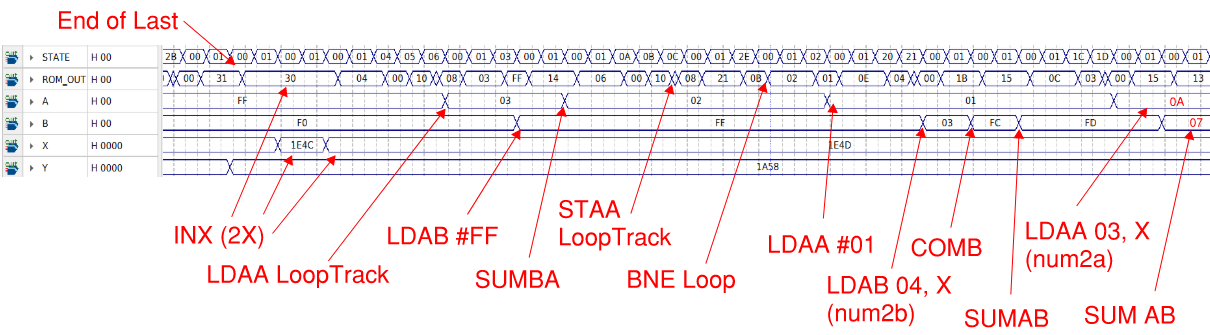 End of Last
STATE H 00 2B 00 01 00 01 00 01 00 01 04 05 06 00 01 03 00 01 00 01 0A 0B 0C 00 01 2E 00 01 02 00 01 20 21 00 01 00 01 00 01 1C 1D 00 01 00 01
ROM_OUT H 00 00 31 30 04 00 10 08 03 FF 14 06 00 10 08 21 0B 02 01 0E 04 00 1B 15 0C 03 00 15 13
A H 00 FF 03 02 01 0A
B H 00 F0 FF 03 FC FD 07
X H 0000 1E4C 1E4D
Y H 0000 1A58
INX (2X)
LDAA LoopTrack
LDAB #FF
SUMBA
STAA
LoopTrack
BNE Loop
LDAA #01
LDAB 04, X
(num2b)
COMB
SUMAB
LDAA 03, X
(num2a)
SUM AB